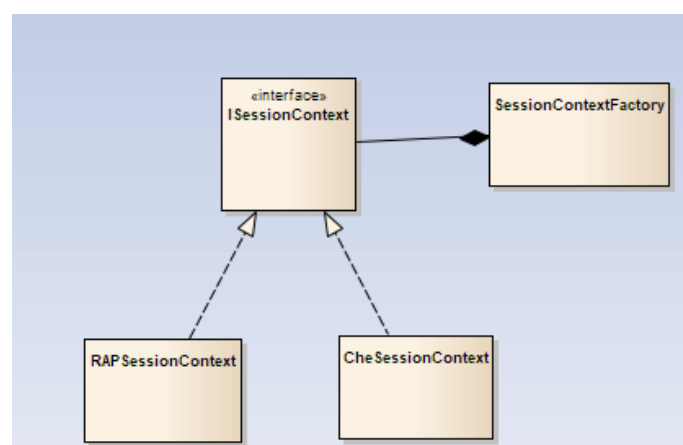 «interface»
ISessionContext
SessionContextFactory
RAPSessionContext
CheSessionContext